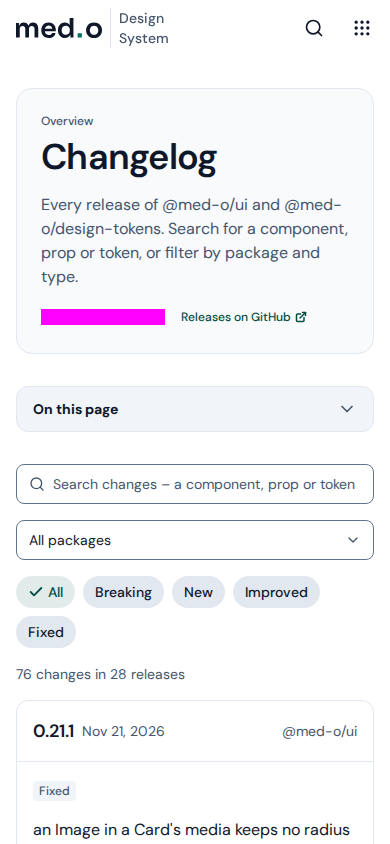 med.o
Design
System
Overview
Changelog
Every release of @med-o/ui and @med-
o/design-tokens. Search for a component,
prop or token, or filter by package and
type.
Releases on GitHub
On this page
Search changes – a component, prop or token
All packages
All
Breaking
New
Improved
Fixed
76 changes in 28 releases
0.21.1 Nov 21, 2026 @med-o/ui
Fixed
an Image in a Card's media keeps no radius